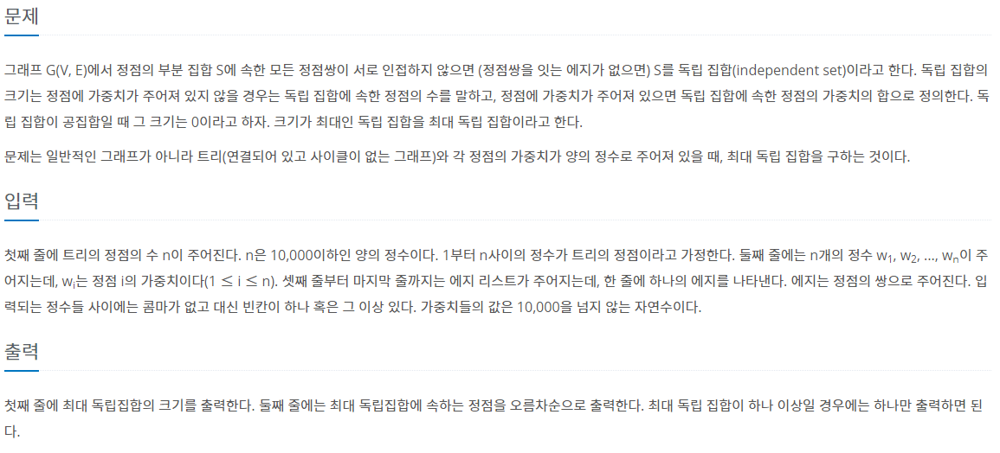 문제
그래프 G(V, E)에서 정점의 부분 집합 S에 속한 모든 정점쌍이 서로 인접하지 않으면 (정점쌍을 잇는 에지가 없으면) S를 독립 집합(independent set)이라고 한다. 독립 집합의
크기는 정점에 가중치가 주어져 있지 않을 경우는 독립 집합에 속한 정점의 수를 말하고, 정점에 가중치가 주어져 있으면 독립 집합에 속한 정점의 가중치의 합으로 정의한다. 독
립 집합이 공집합일 때 그 크기는 0이라고 하자. 크기가 최대인 독립 집합을 최대 독립 집합이라고 한다.
문제는 일반적인 그래프가 아니라 트리(연결되어 있고 사이클이 없는 그래프)와 각 정점의 가중치가 양의 정수로 주어져 있을 때, 최대 독립 집합을 구하는 것이다.
입력
첫째 줄에 트리의 정점의 수 n이 주어진다. n은 10,000이하인 양의 정수이다. 1부터 n사이의 정수가 트리의 정점이라고 가정한다. 둘째 줄에는 n개의 정수 w₁, w₂, ..., wₙ이 주
어지는데, wᵢ는 정점 i의 가중치이다(1 ≤ i ≤ n). 셋째 줄부터 마지막 줄까지는 에지 리스트가 주어지는데, 한 줄에 하나의 에지를 나타낸다. 에지는 정점의 쌍으로 주어진다. 입
력되는 정수들 사이에는 콤마가 없고 대신 빈칸이 하나 혹은 그 이상 있다. 가중치들의 값은 10,000을 넘지 않는 자연수이다.
출력
첫째 줄에 최대 독립집합의 크기를 출력한다. 둘째 줄에는 최대 독립집합에 속하는 정점을 오름차순으로 출력한다. 최대 독립 집합이 하나 이상일 경우에는 하나만 출력하면 된
다.